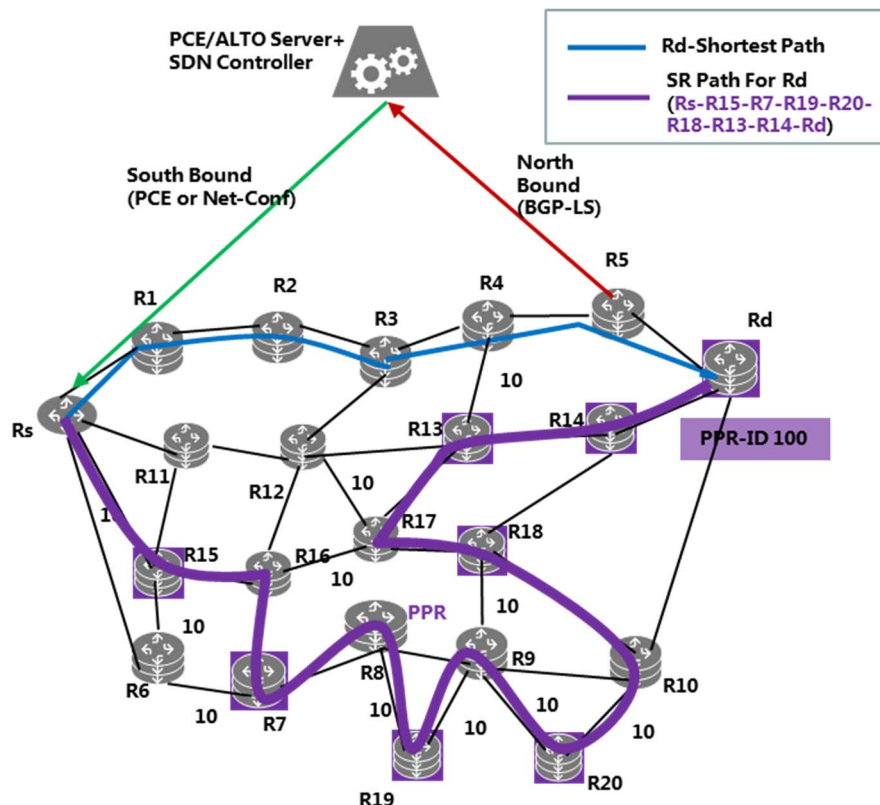 PCE/ALTO Server+
SDN Controller
Rd-Shortest Path
SR Path For Rd
(Rs-R15-R7-R19-R20-
R18-R13-R14-Rd)
South Bound
(PCE or Net-Conf)
North
Bound
(BGP-LS)
R5
R4
R2
R1
R3
Rd
10
Rs
R13
R14
PPR-ID 100
R11
R12
10
R17
R18
R15
R16
10
10
PPR
10
R6
R8
R9
R10
10
R7
10
10
10
10
R19
R20